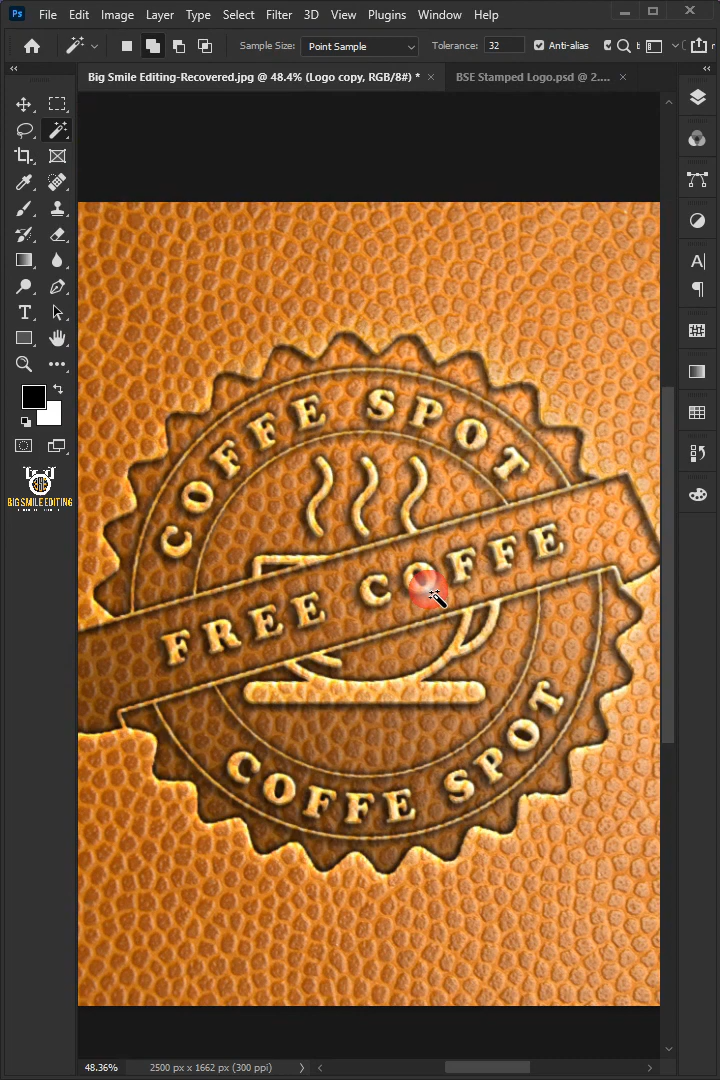 Ps File Edit Image Layer Type Select Filter 3D View Plugins Window Help
Sample Size: Point Sample Tolerance: 32 Anti-alias
Big Smile Editing-Recovered.jpg @ 48.4% (Logo copy, RGB/8#) * × BSE Stamped Logo.psd @ 2.... ×
COFFE SPOT
FREE COFFE
COFFE SPOT
BIG SMILE EDITING
48.36% 2500 px x 1662 px (300 ppi)